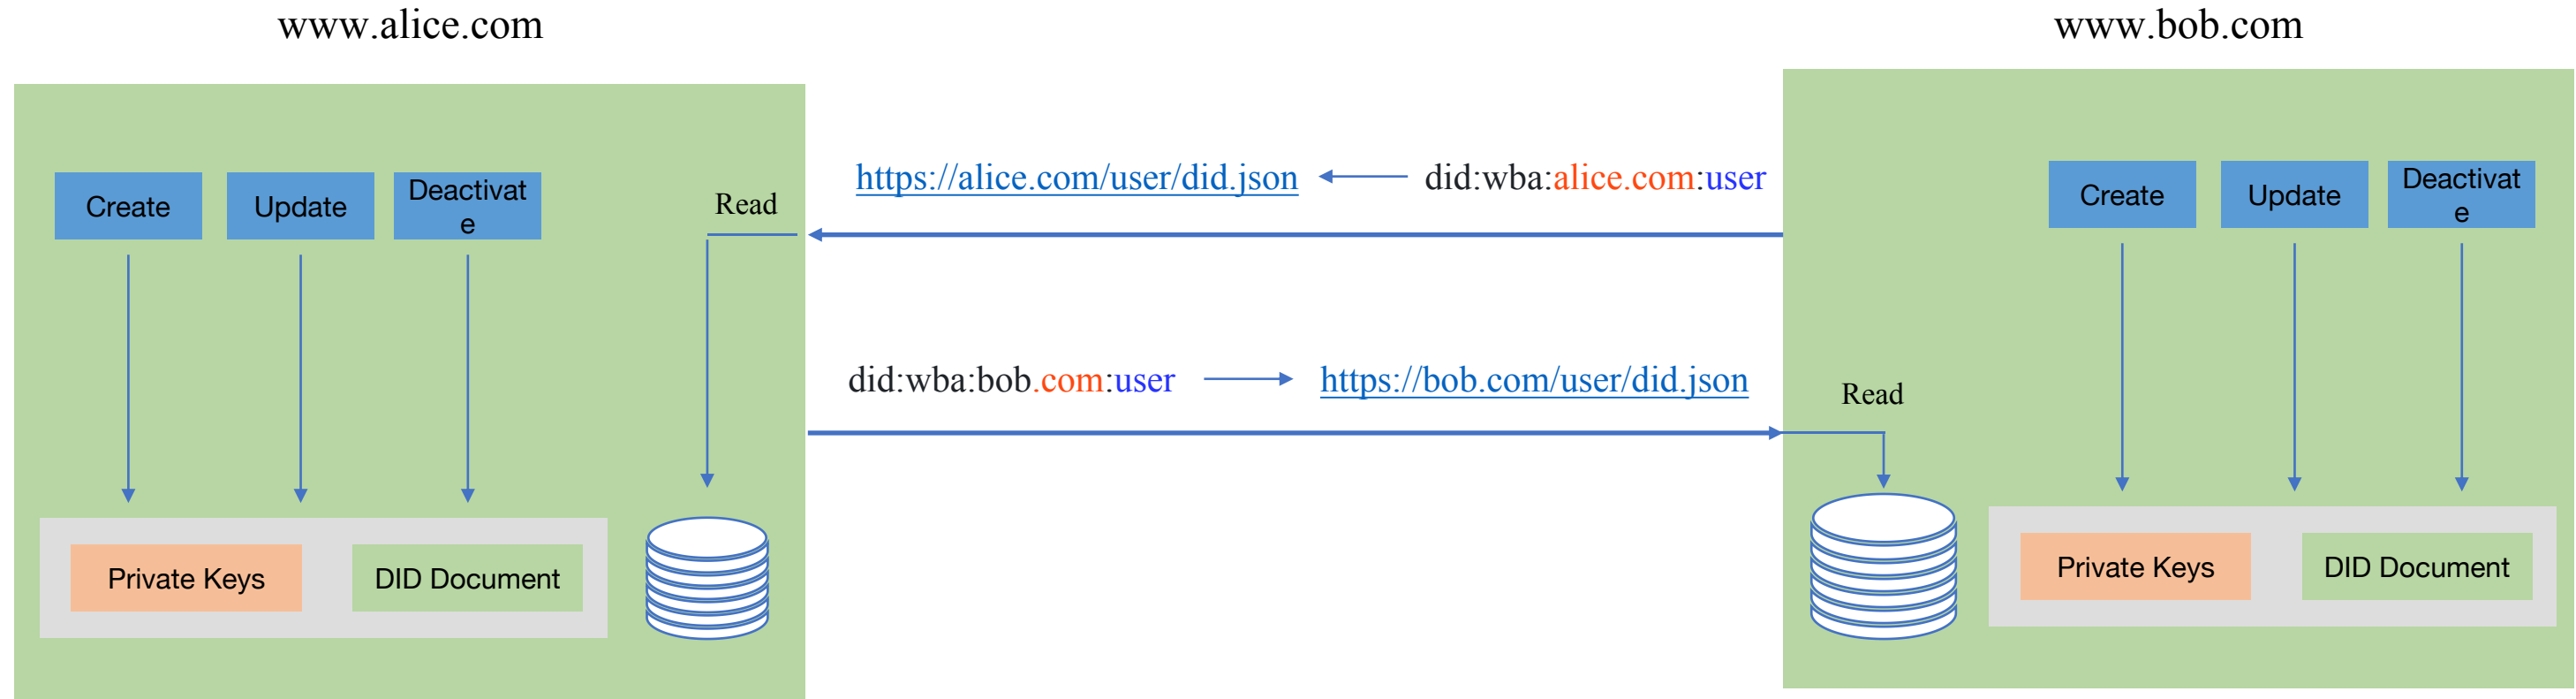 www.alice.com
www.bob.com
Create
Update
Deactivat
e
Read
https://alice.com/user/did.json
did:wba:alice.com:user
Create
Update
Deactivat
e
did:wba:bob.com:user
https://bob.com/user/did.json
Read
Private Keys
DID Document
Private Keys
DID Document